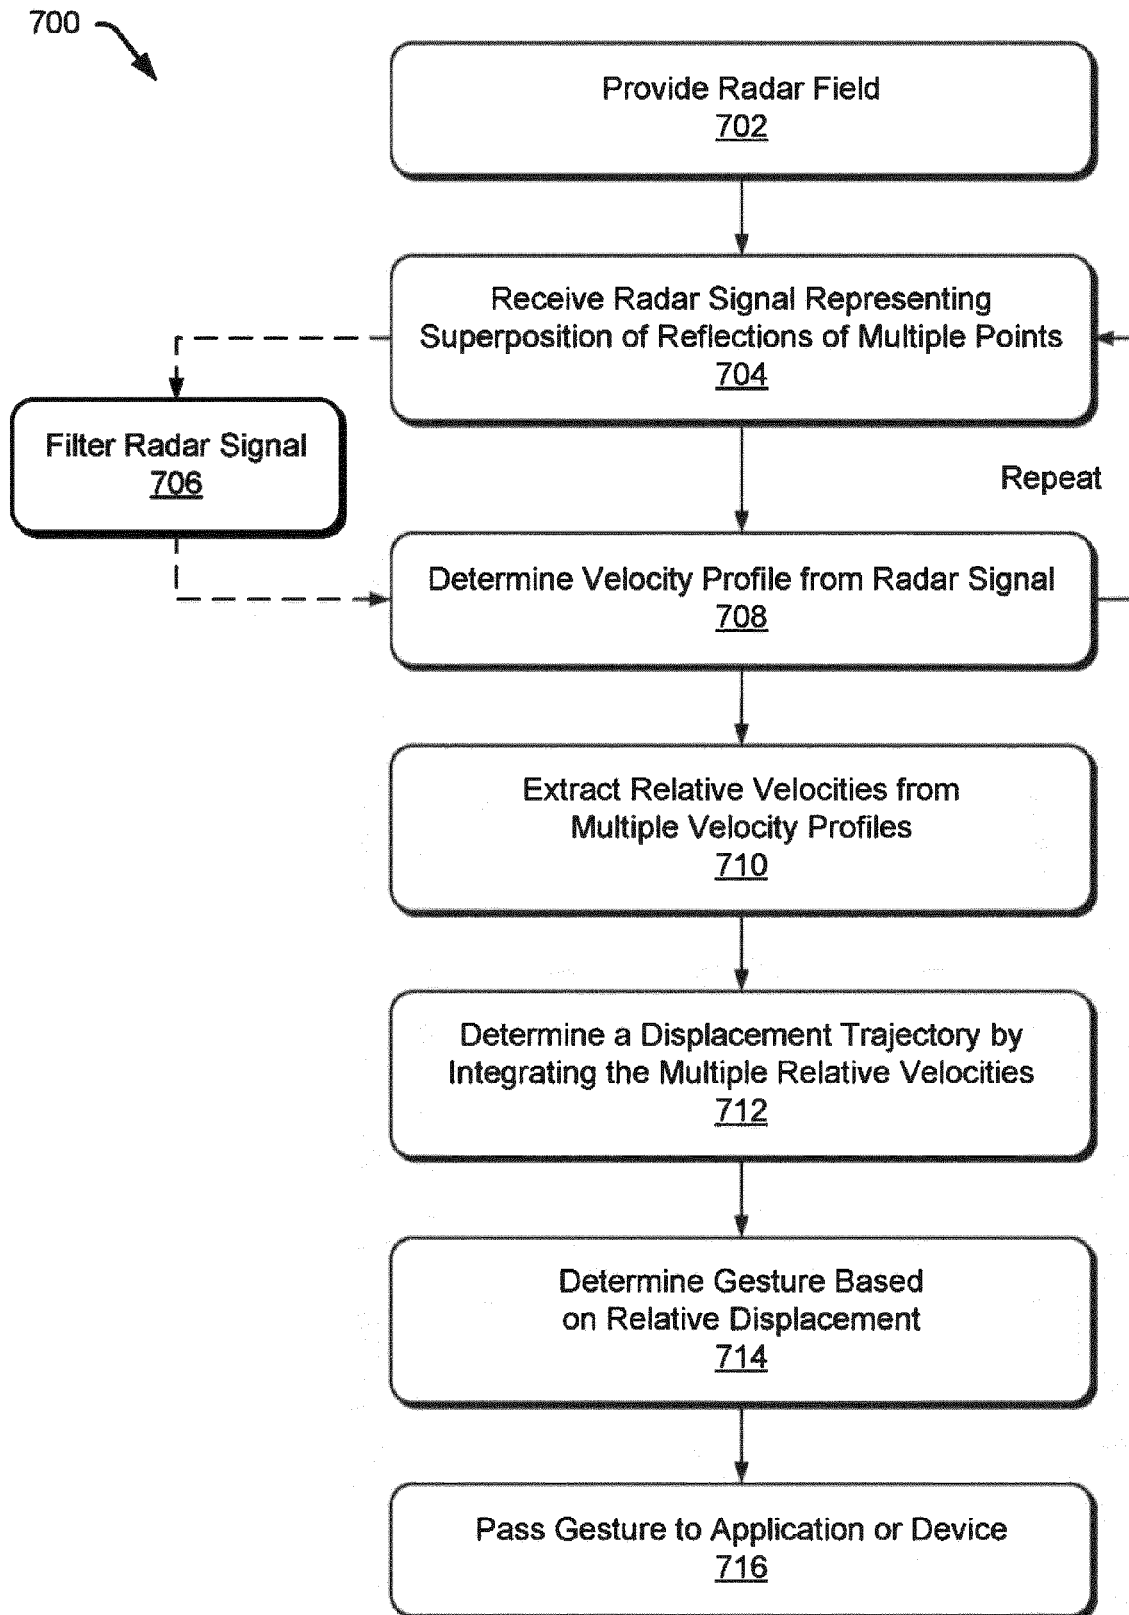 700
Provide Radar Field
702
Receive Radar Signal Representing
Superposition of Reflections of Multiple Points
704
Filter Radar Signal
706
Repeat
Determine Velocity Profile from Radar Signal
708
Extract Relative Velocities from
Multiple Velocity Profiles
710
Determine a Displacement Trajectory by
Integrating the Multiple Relative Velocities
712
Determine Gesture Based
on Relative Displacement
714
Pass Gesture to Application or Device
716